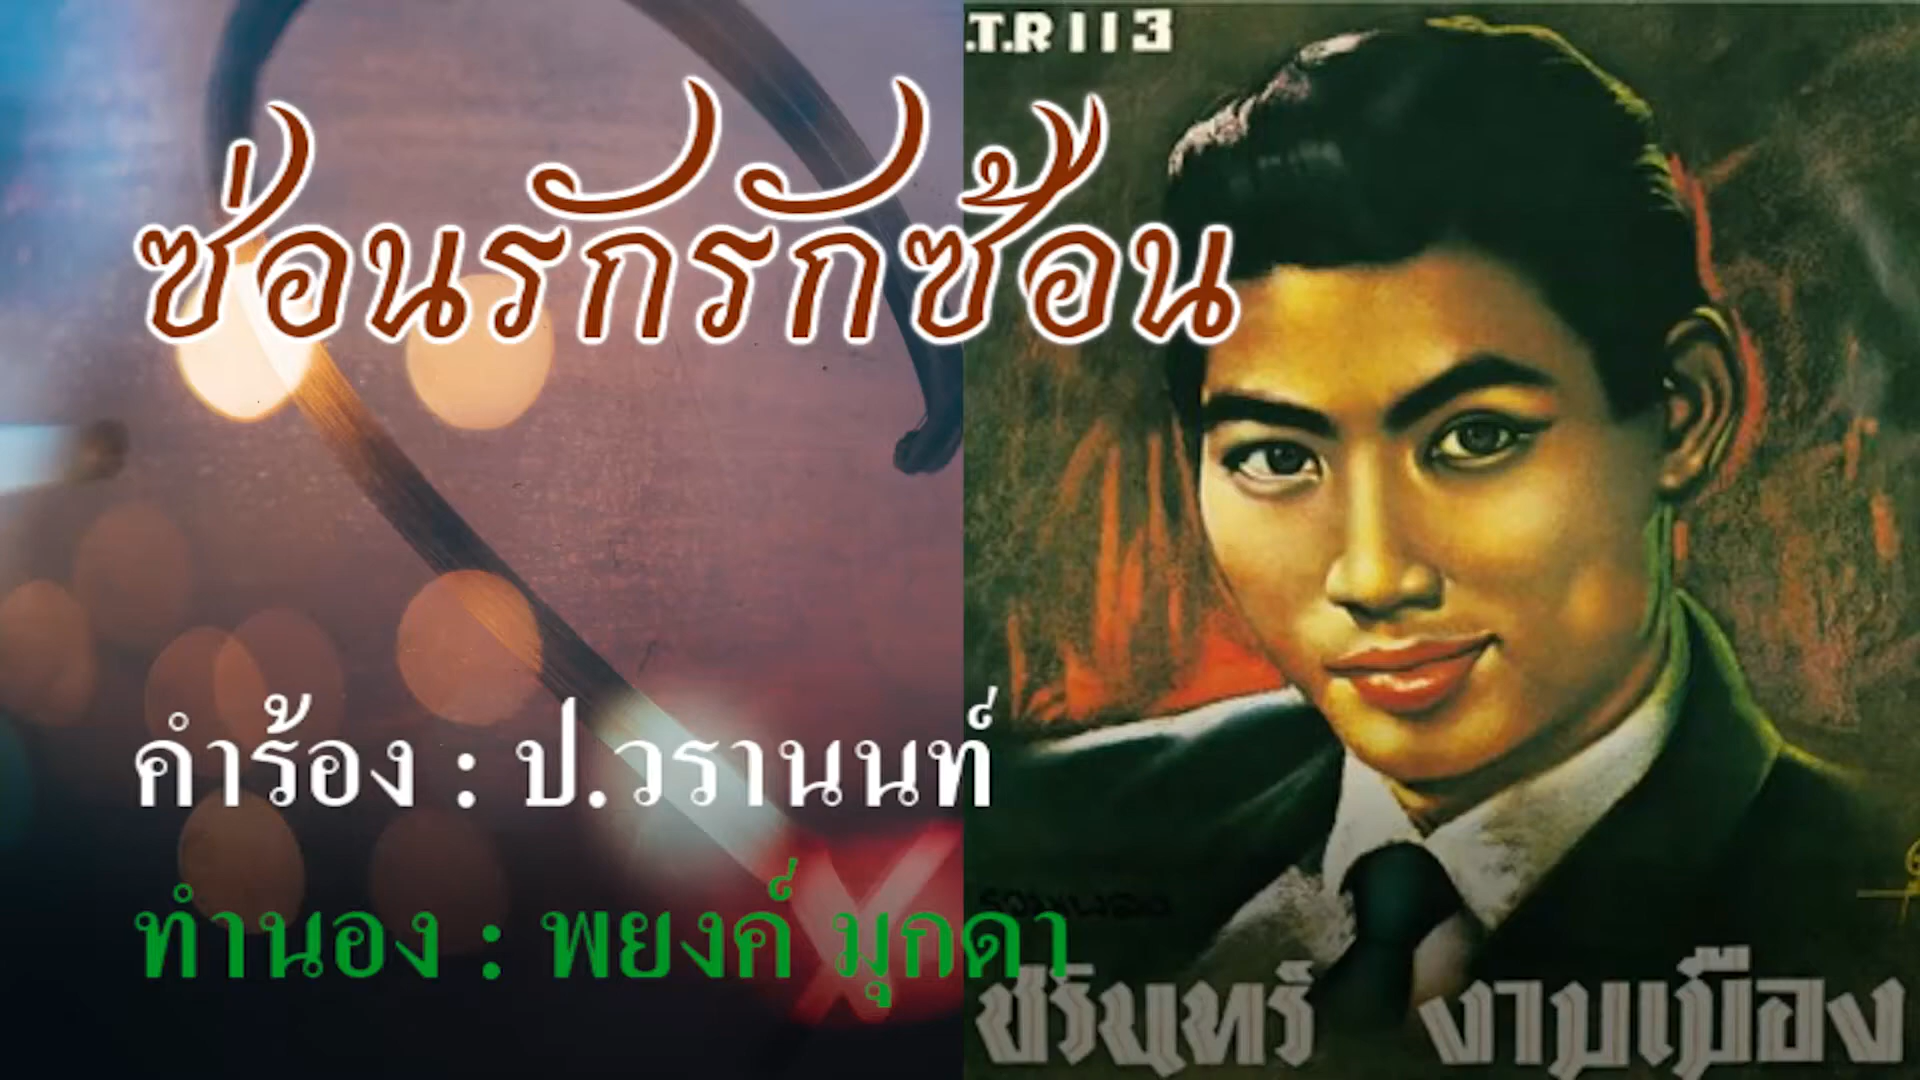 .T.R 113
ซ่อนรักรักซ้อน
คำร้อง : ป.วรานนท์
ทำนอง : พยงค์ มุกดา
ชรินทร์ งามเมือง